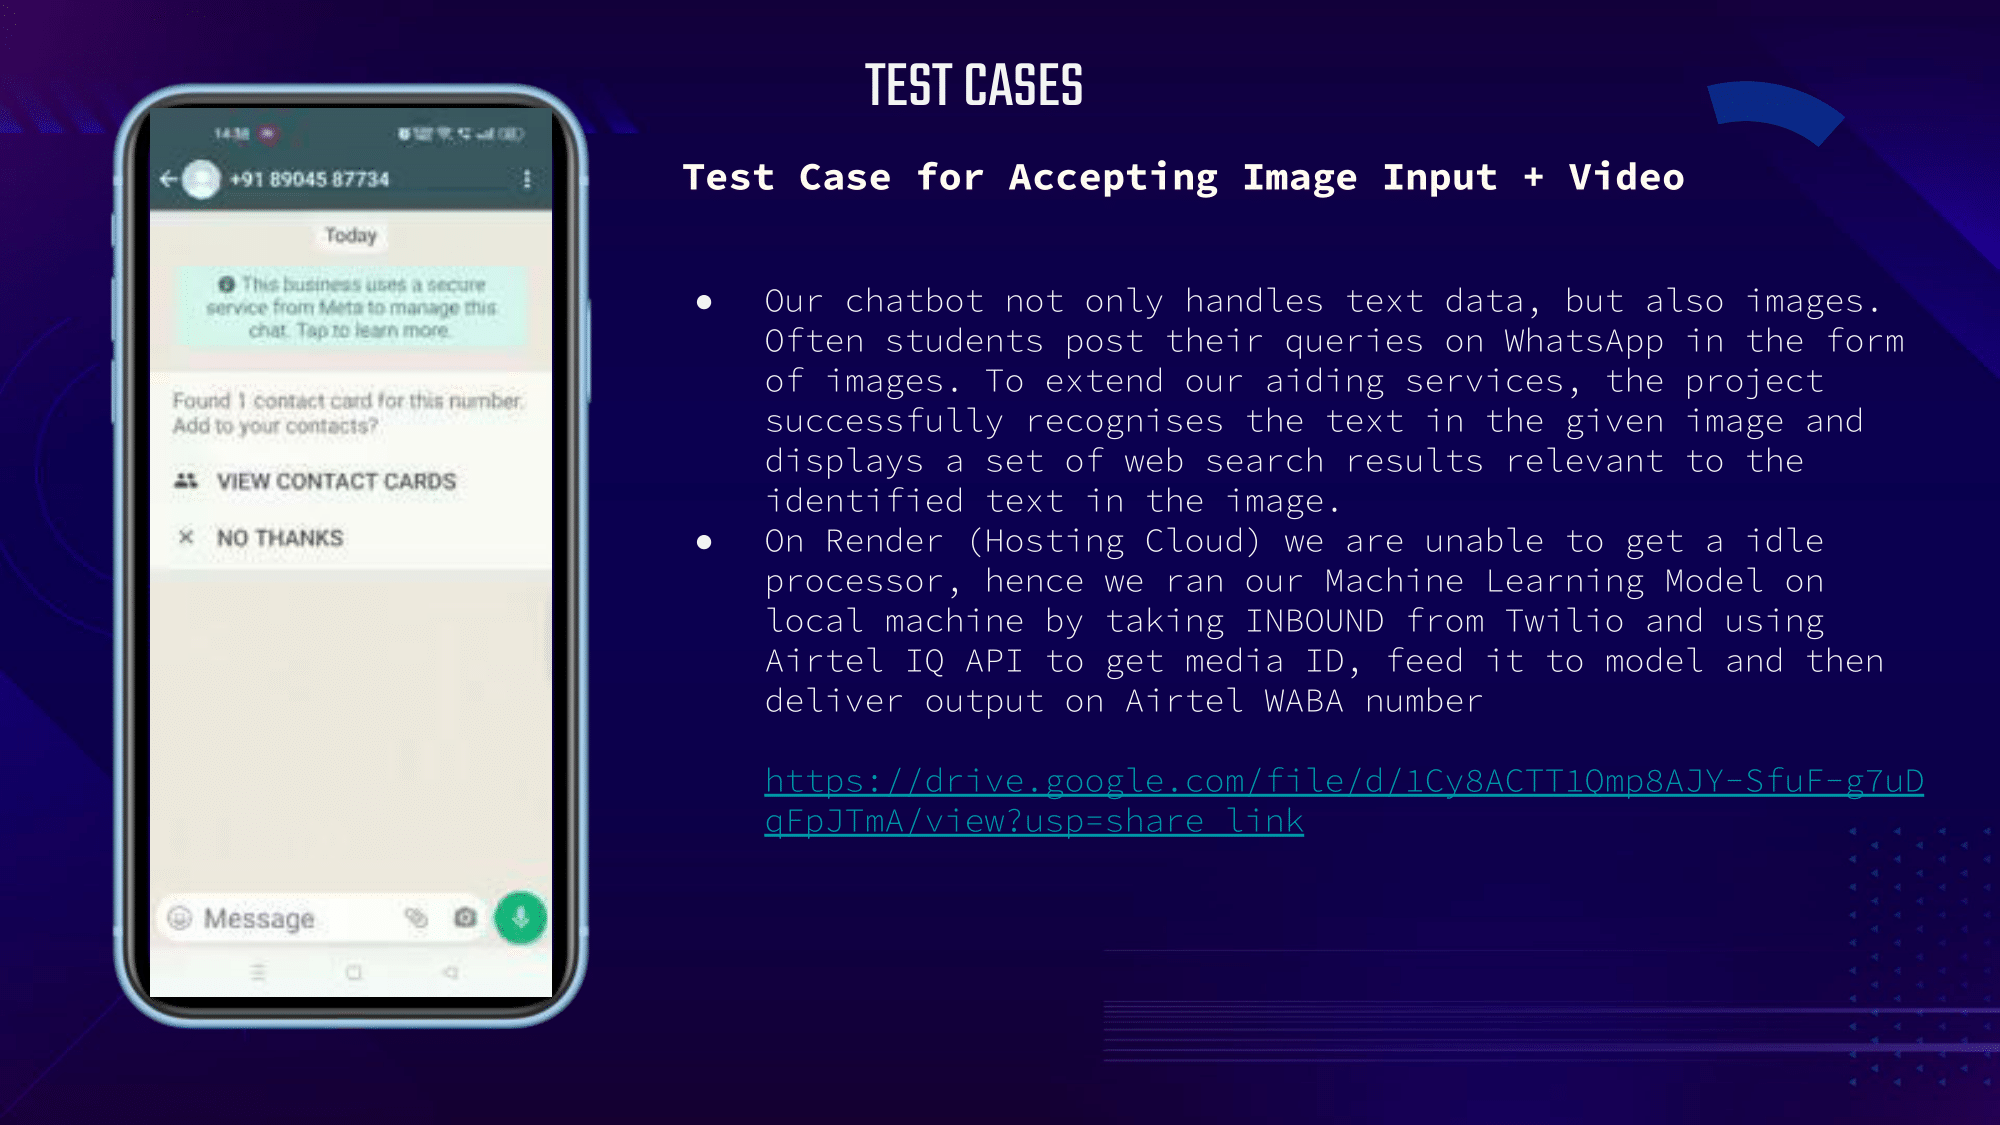 TEST CASES
Test Case for Accepting Image Input + Video
14:38
+91 89045 87734
Today
This business uses a secure
service from Meta to manage this
chat. Tap to learn more.
Found 1 contact card for this number.
Add to your contacts?
VIEW CONTACT CARDS
NO THANKS
Message
● Our chatbot not only handles text data, but also images.
Often students post their queries on WhatsApp in the form
of images. To extend our aiding services, the project
successfully recognises the text in the given image and
displays a set of web search results relevant to the
identified text in the image.
● On Render (Hosting Cloud) we are unable to get a idle
processor, hence we ran our Machine Learning Model on
local machine by taking INBOUND from Twilio and using
Airtel IQ API to get media ID, feed it to model and then
deliver output on Airtel WABA number
https://drive.google.com/file/d/1Cy8ACTT1Qmp8AJY-SfuF-g7uD
qFpJTmA/view?usp=share_link